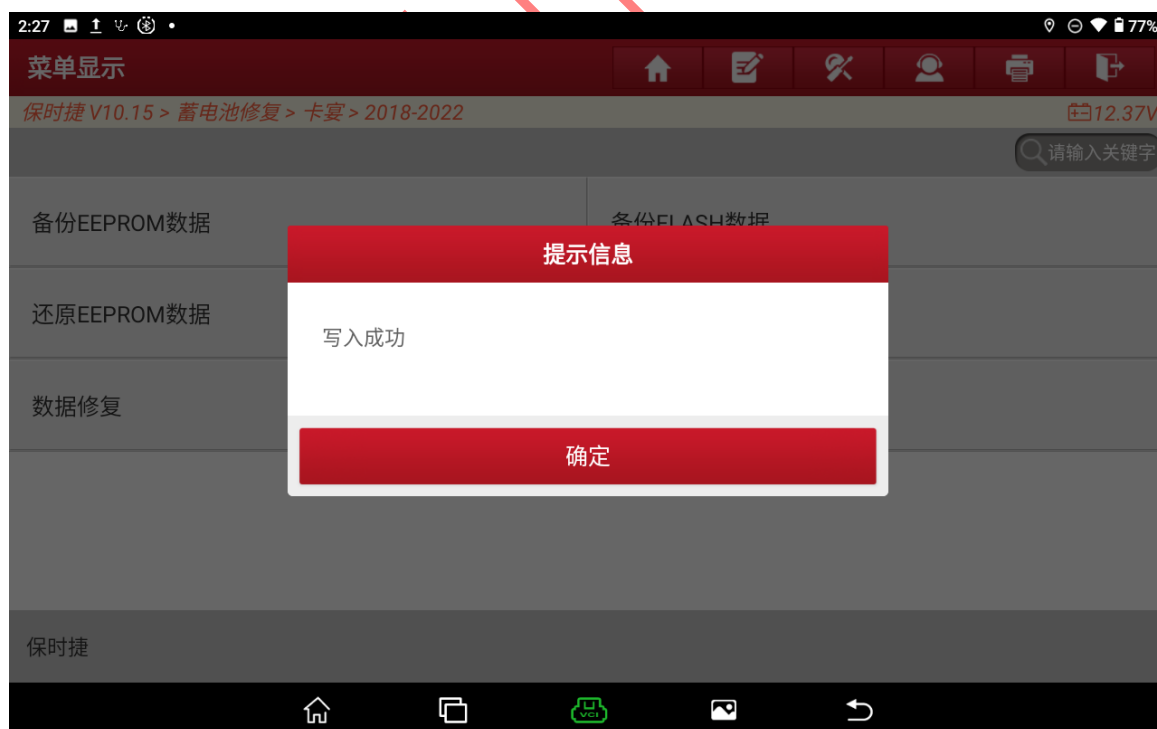 2:27
77%
菜单显示
保时捷 V10.15 > 蓄电池修复 > 卡宴 > 2018-2022
12.37V
请输入关键字
备份EEPROM数据
备份FLASH数据
提示信息
还原EEPROM数据
写入成功
数据修复
确定
保时捷
VCI